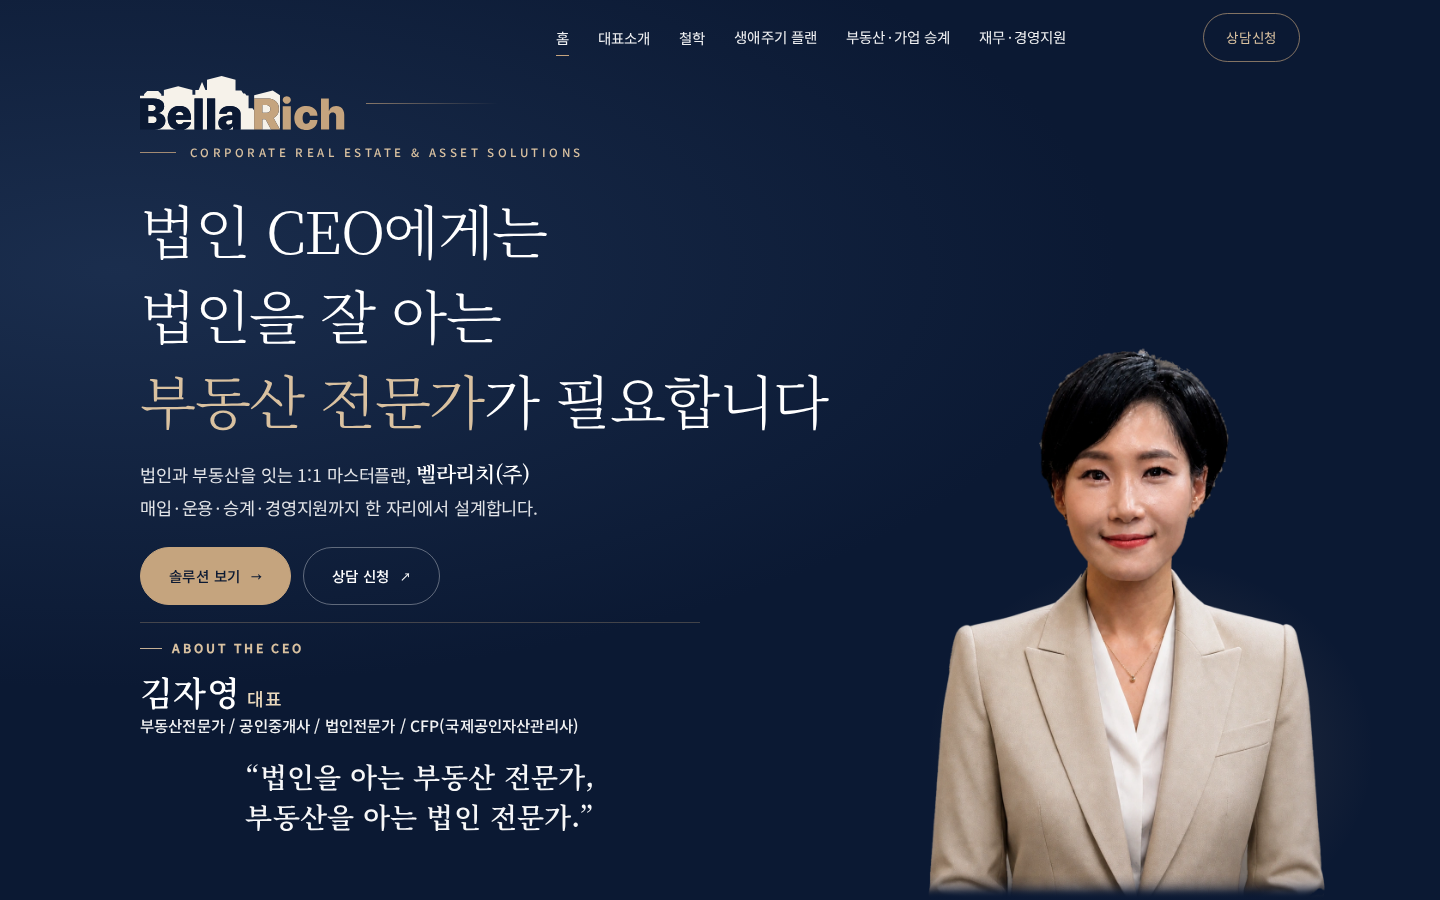 홈 대표소개 철학 생애주기 플랜 부동산·가업 승계 재무·경영지원 상담신청
Bella Rich
CORPORATE REAL ESTATE & ASSET SOLUTIONS
법인 CEO에게는
법인을 잘 아는
부동산 전문가가 필요합니다
법인과 부동산을 잇는 1:1 마스터플랜, 벨라리치(주)
매입·운용·승계·경영지원까지 한 자리에서 설계합니다.
솔루션 보기 → 상담 신청 ↗
ABOUT THE CEO
김자영 대표
부동산전문가 / 공인중개사 / 법인전문가 / CFP(국제공인자산관리사)
“법인을 아는 부동산 전문가,
부동산을 아는 법인 전문가.”